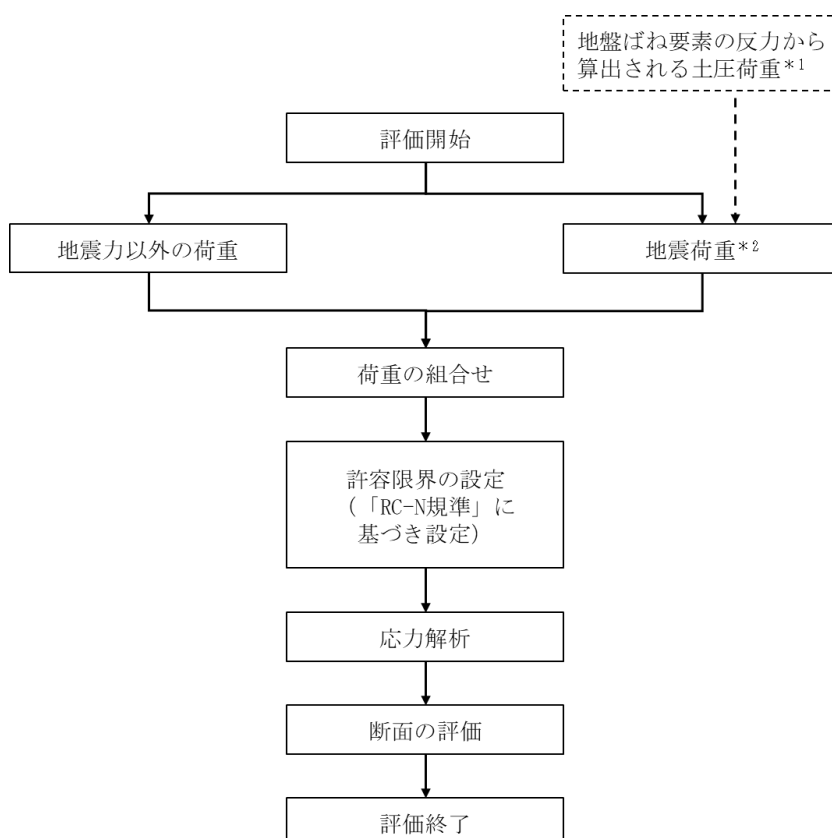 地盤ばね要素の反力から
算出される土圧荷重*1
評価開始
地震力以外の荷重
地震荷重*2
荷重の組合せ
許容限界の設定
(「RC-N規準」に
基づき設定)
応力解析
断面の評価
評価終了